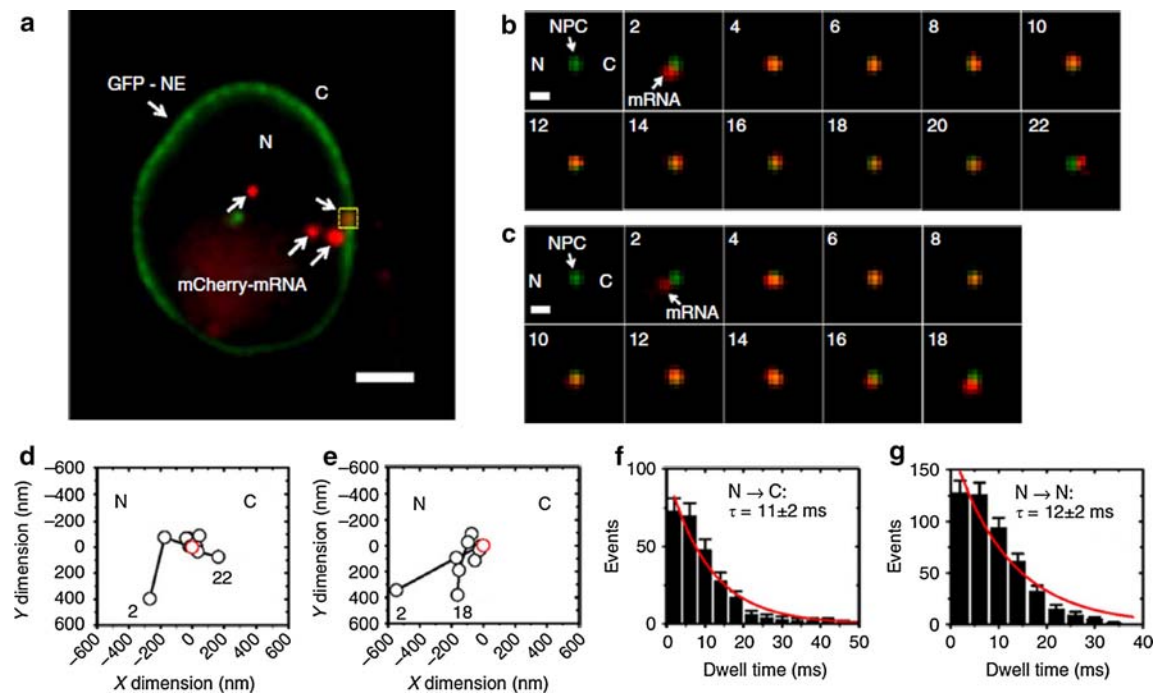 a
GFP - NE
C
N
mCherry-mRNA
b
NPC
N C
mRNA
2
4
6
8
10
12
14
16
18
20
22
c
NPC
N C
mRNA
2
4
6
8
10
12
14
16
18
d
N C
2
22
−600
−400
−200
0
200
400
600
Y dimension (nm)
−600 −400 −200 0 200 400 600
X dimension (nm)
e
N C
2
18
−600
−400
−200
0
200
400
600
−600 −400 −200 0 200 400 600
X dimension (nm)
f
N → C:
τ = 11±2 ms
100
50
0
Events
0 10 20 30 40 50
Dwell time (ms)
g
N → N:
τ = 12±2 ms
150
100
50
0
Events
0 10 20 30 40
Dwell time (ms)